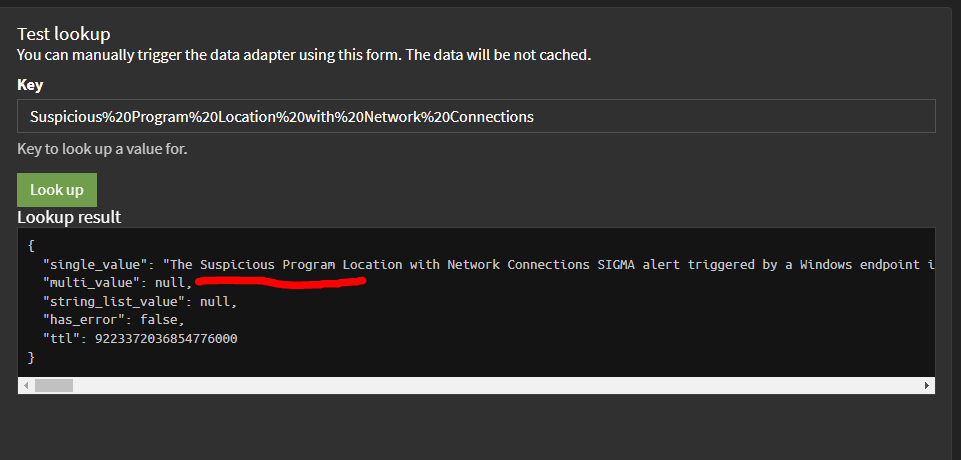 Test lookup
You can manually trigger the data adapter using this form. The data will be not cached.
Key
Suspicious%20Program%20Location%20with%20Network%20Connections
Key to look up a value for.
Look up
Lookup result
{
"single_value": "The Suspicious Program Location with Network Connections SIGMA alert triggered by a Windows endpoint i
"multi_value": null,
"string_list_value": null,
"has_error": false,
"ttl": 9223372036854776000
}